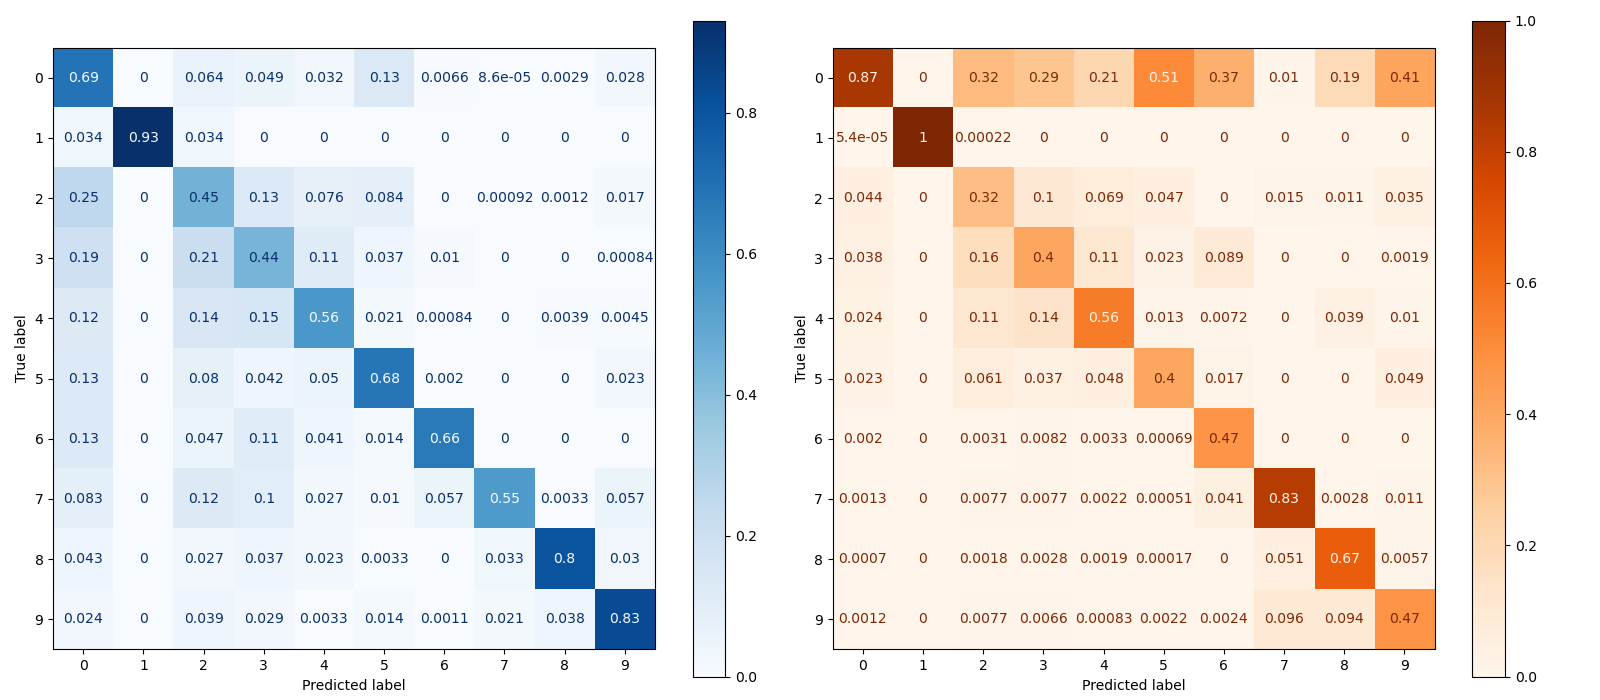 0 0.69 0 0.064 0.049 0.032 0.13 0.0066 8.6e-05 0.0029 0.028
1 0.034 0.93 0.034 0 0 0 0 0 0 0
2 0.25 0 0.45 0.13 0.076 0.084 0 0.00092 0.0012 0.017
3 0.19 0 0.21 0.44 0.11 0.037 0.01 0 0 0.00084
4 0.12 0 0.14 0.15 0.56 0.021 0.00084 0 0.0039 0.0045
5 0.13 0 0.08 0.042 0.05 0.68 0.002 0 0 0.023
6 0.13 0 0.047 0.11 0.041 0.014 0.66 0 0 0
7 0.083 0 0.12 0.1 0.027 0.01 0.057 0.55 0.0033 0.057
8 0.043 0 0.027 0.037 0.023 0.0033 0 0.033 0.8 0.03
9 0.024 0 0.039 0.029 0.0033 0.014 0.0011 0.021 0.038 0.83
0 1 2 3 4 5 6 7 8 9
Predicted label
True label
0.8
0.6
0.4
0.2
0.0
0 0.87 0 0.32 0.29 0.21 0.51 0.37 0.01 0.19 0.41
1 5.4e-05 1 0.00022 0 0 0 0 0 0 0
2 0.044 0 0.32 0.1 0.069 0.047 0 0.015 0.011 0.035
3 0.038 0 0.16 0.4 0.11 0.023 0.089 0 0 0.0019
4 0.024 0 0.11 0.14 0.56 0.013 0.0072 0 0.039 0.01
5 0.023 0 0.061 0.037 0.048 0.4 0.017 0 0 0.049
6 0.002 0 0.0031 0.0082 0.0033 0.00069 0.47 0 0 0
7 0.0013 0 0.0077 0.0077 0.0022 0.00051 0.041 0.83 0.0028 0.011
8 0.0007 0 0.0018 0.0028 0.0019 0.00017 0 0.051 0.67 0.0057
9 0.0012 0 0.0077 0.0066 0.00083 0.0022 0.0024 0.096 0.094 0.47
0 1 2 3 4 5 6 7 8 9
Predicted label
True label
1.0
0.8
0.6
0.4
0.2
0.0